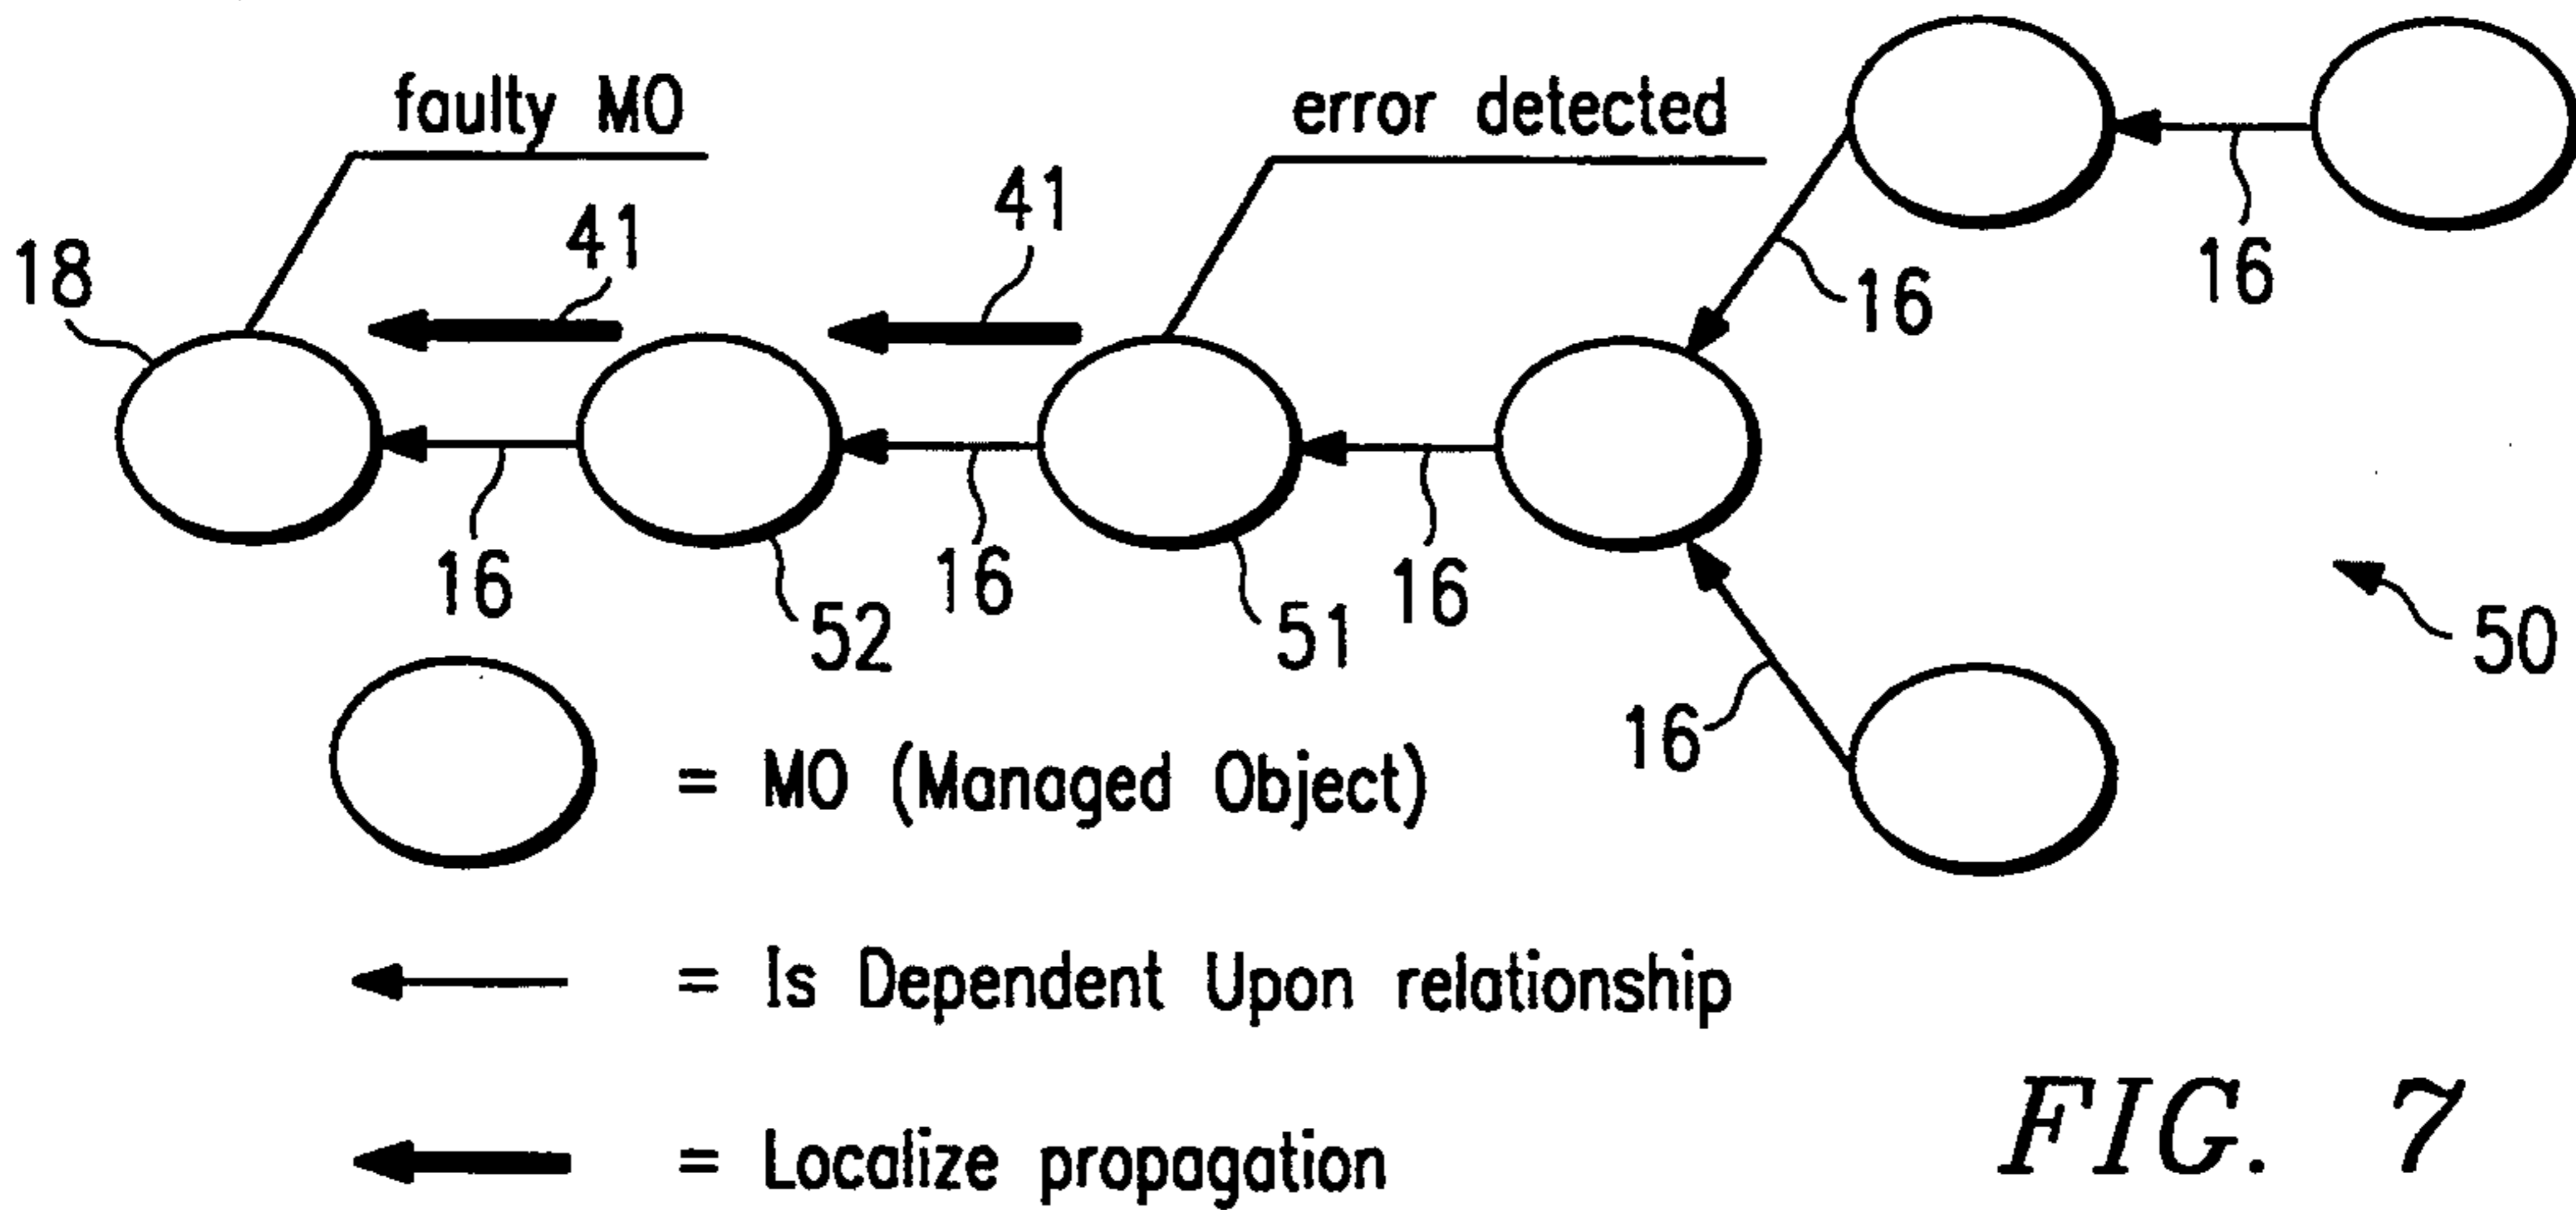 faulty MO
error detected
41
41
18
16
16
16
52
16
51
16
16
16
50
= MO (Managed Object)
= Is Dependent Upon relationship
= Localize propagation
FIG. 7